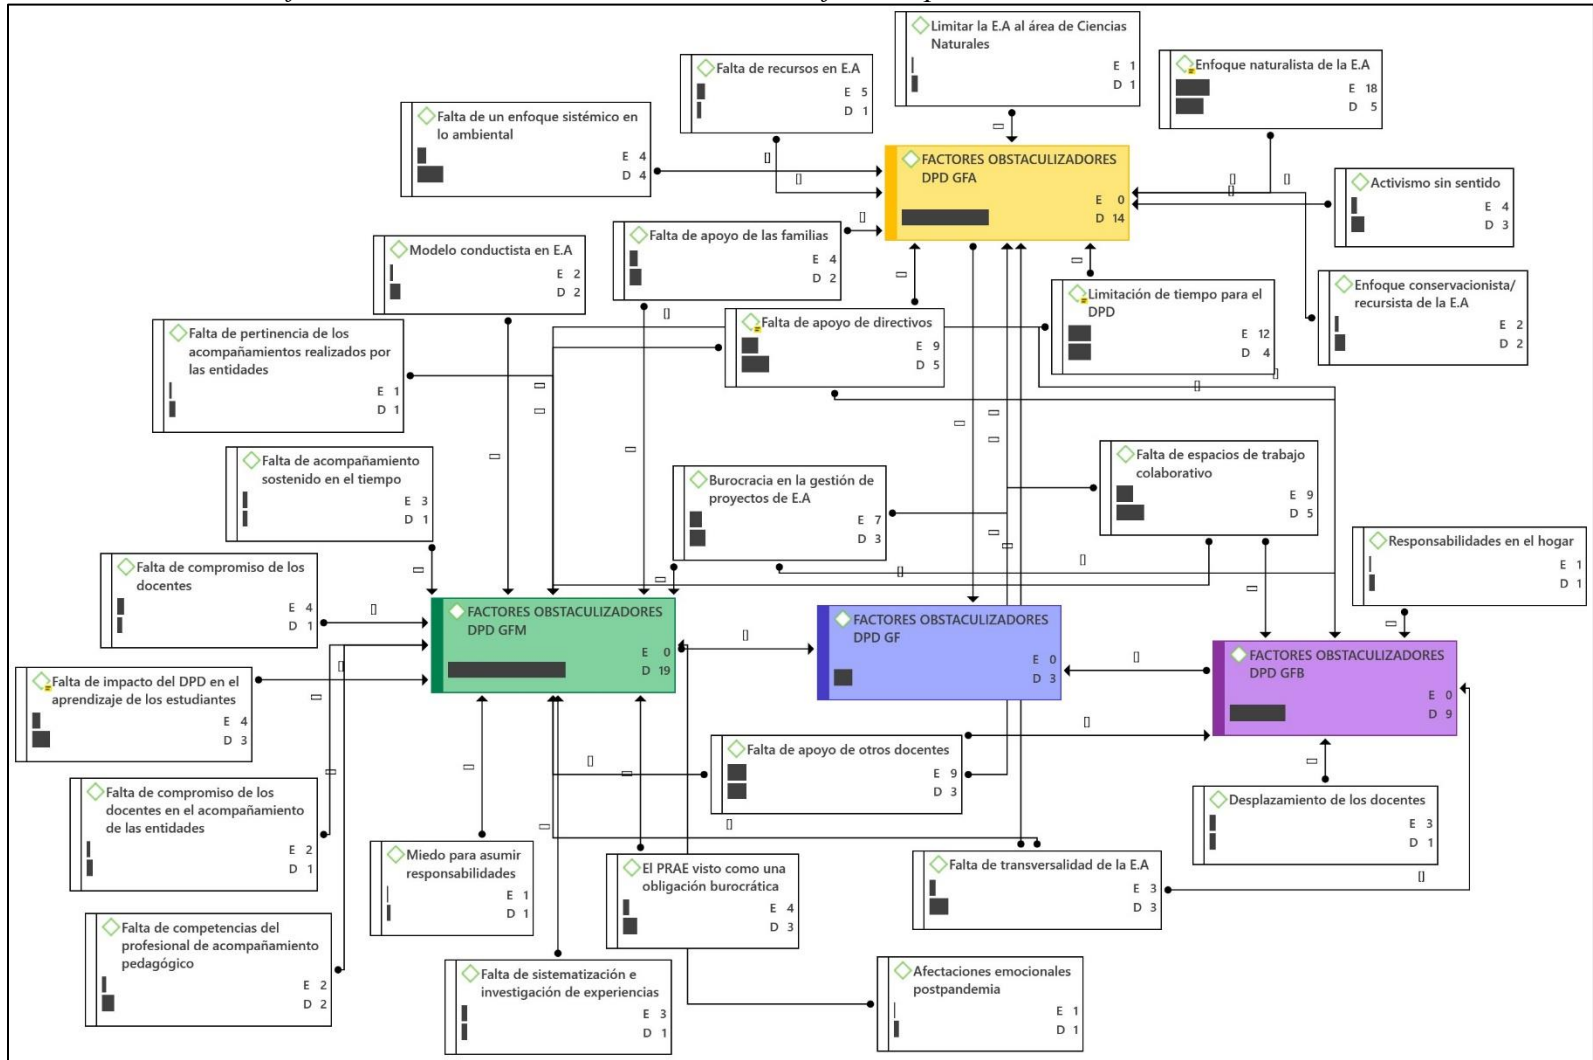 Limitar la E.A al área de Ciencias
Naturales
E 1
D 1
Falta de recursos en E.A
E 5
D 1
Enfoque naturalista de la E.A
E 18
D 5
Falta de un enfoque sistémico en
lo ambiental
E 4
D 4
FACTORES OBSTACULIZADORES
DPD GFA
E 0
D 14
Activismo sin sentido
E 4
D 3
Modelo conductista en E.A
E 2
D 2
Falta de apoyo de las familias
E 4
D 2
Enfoque conservacionista/
recursista de la E.A
E 2
D 2
Limitación de tiempo para el
DPD
E 12
D 4
Falta de pertinencia de los
acompañamientos realizados por
las entidades
E 1
D 1
Falta de apoyo de directivos
E 9
D 5
Falta de acompañamiento
sostenido en el tiempo
E 3
D 1
Burocracia en la gestión de
proyectos de E.A
E 7
D 3
Falta de espacios de trabajo
colaborativo
E 9
D 5
Responsabilidades en el hogar
E 1
D 1
Falta de compromiso de los
docentes
E 4
D 1
FACTORES OBSTACULIZADORES
DPD GFM
E 0
D 19
FACTORES OBSTACULIZADORES
DPD GF
E 0
D 3
FACTORES OBSTACULIZADORES
DPD GFB
E 0
D 9
Falta de impacto del DPD en el
aprendizaje de los estudiantes
E 4
D 3
Falta de apoyo de otros docentes
E 9
D 3
Falta de compromiso de los
docentes en el acompañamiento
de las entidades
E 2
D 1
Desplazamiento de los docentes
E 3
D 1
Miedo para asumir
responsabilidades
E 1
D 1
El PRAE visto como una
obligación burocrática
E 4
D 3
Falta de transversalidad de la E.A
E 3
D 3
Falta de competencias del
profesional de acompañamiento
pedagógico
E 2
D 2
Falta de sistematización e
investigación de experiencias
E 3
D 1
Afectaciones emocionales
postpandemia
E 1
D 1